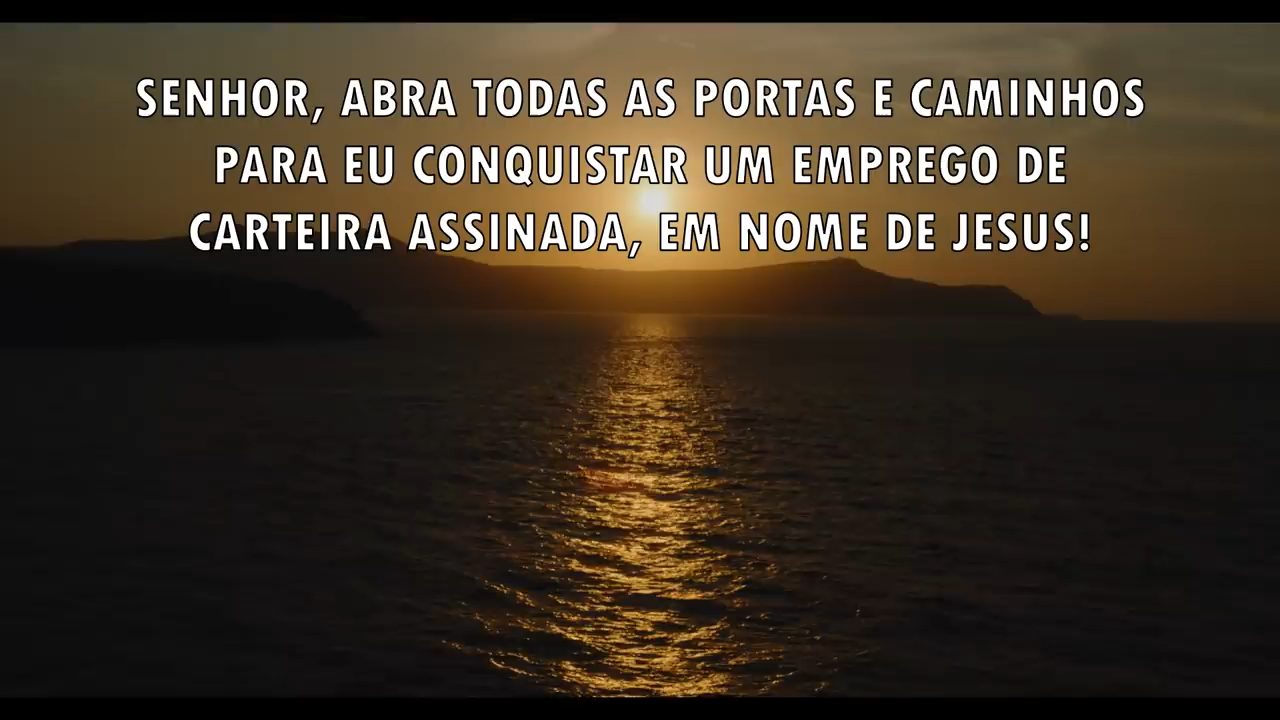 SENHOR, ABRA TODAS AS PORTAS E CAMINHOS
PARA EU CONQUISTAR UM EMPREGO DE
CARTEIRA ASSINADA, EM NOME DE JESUS!